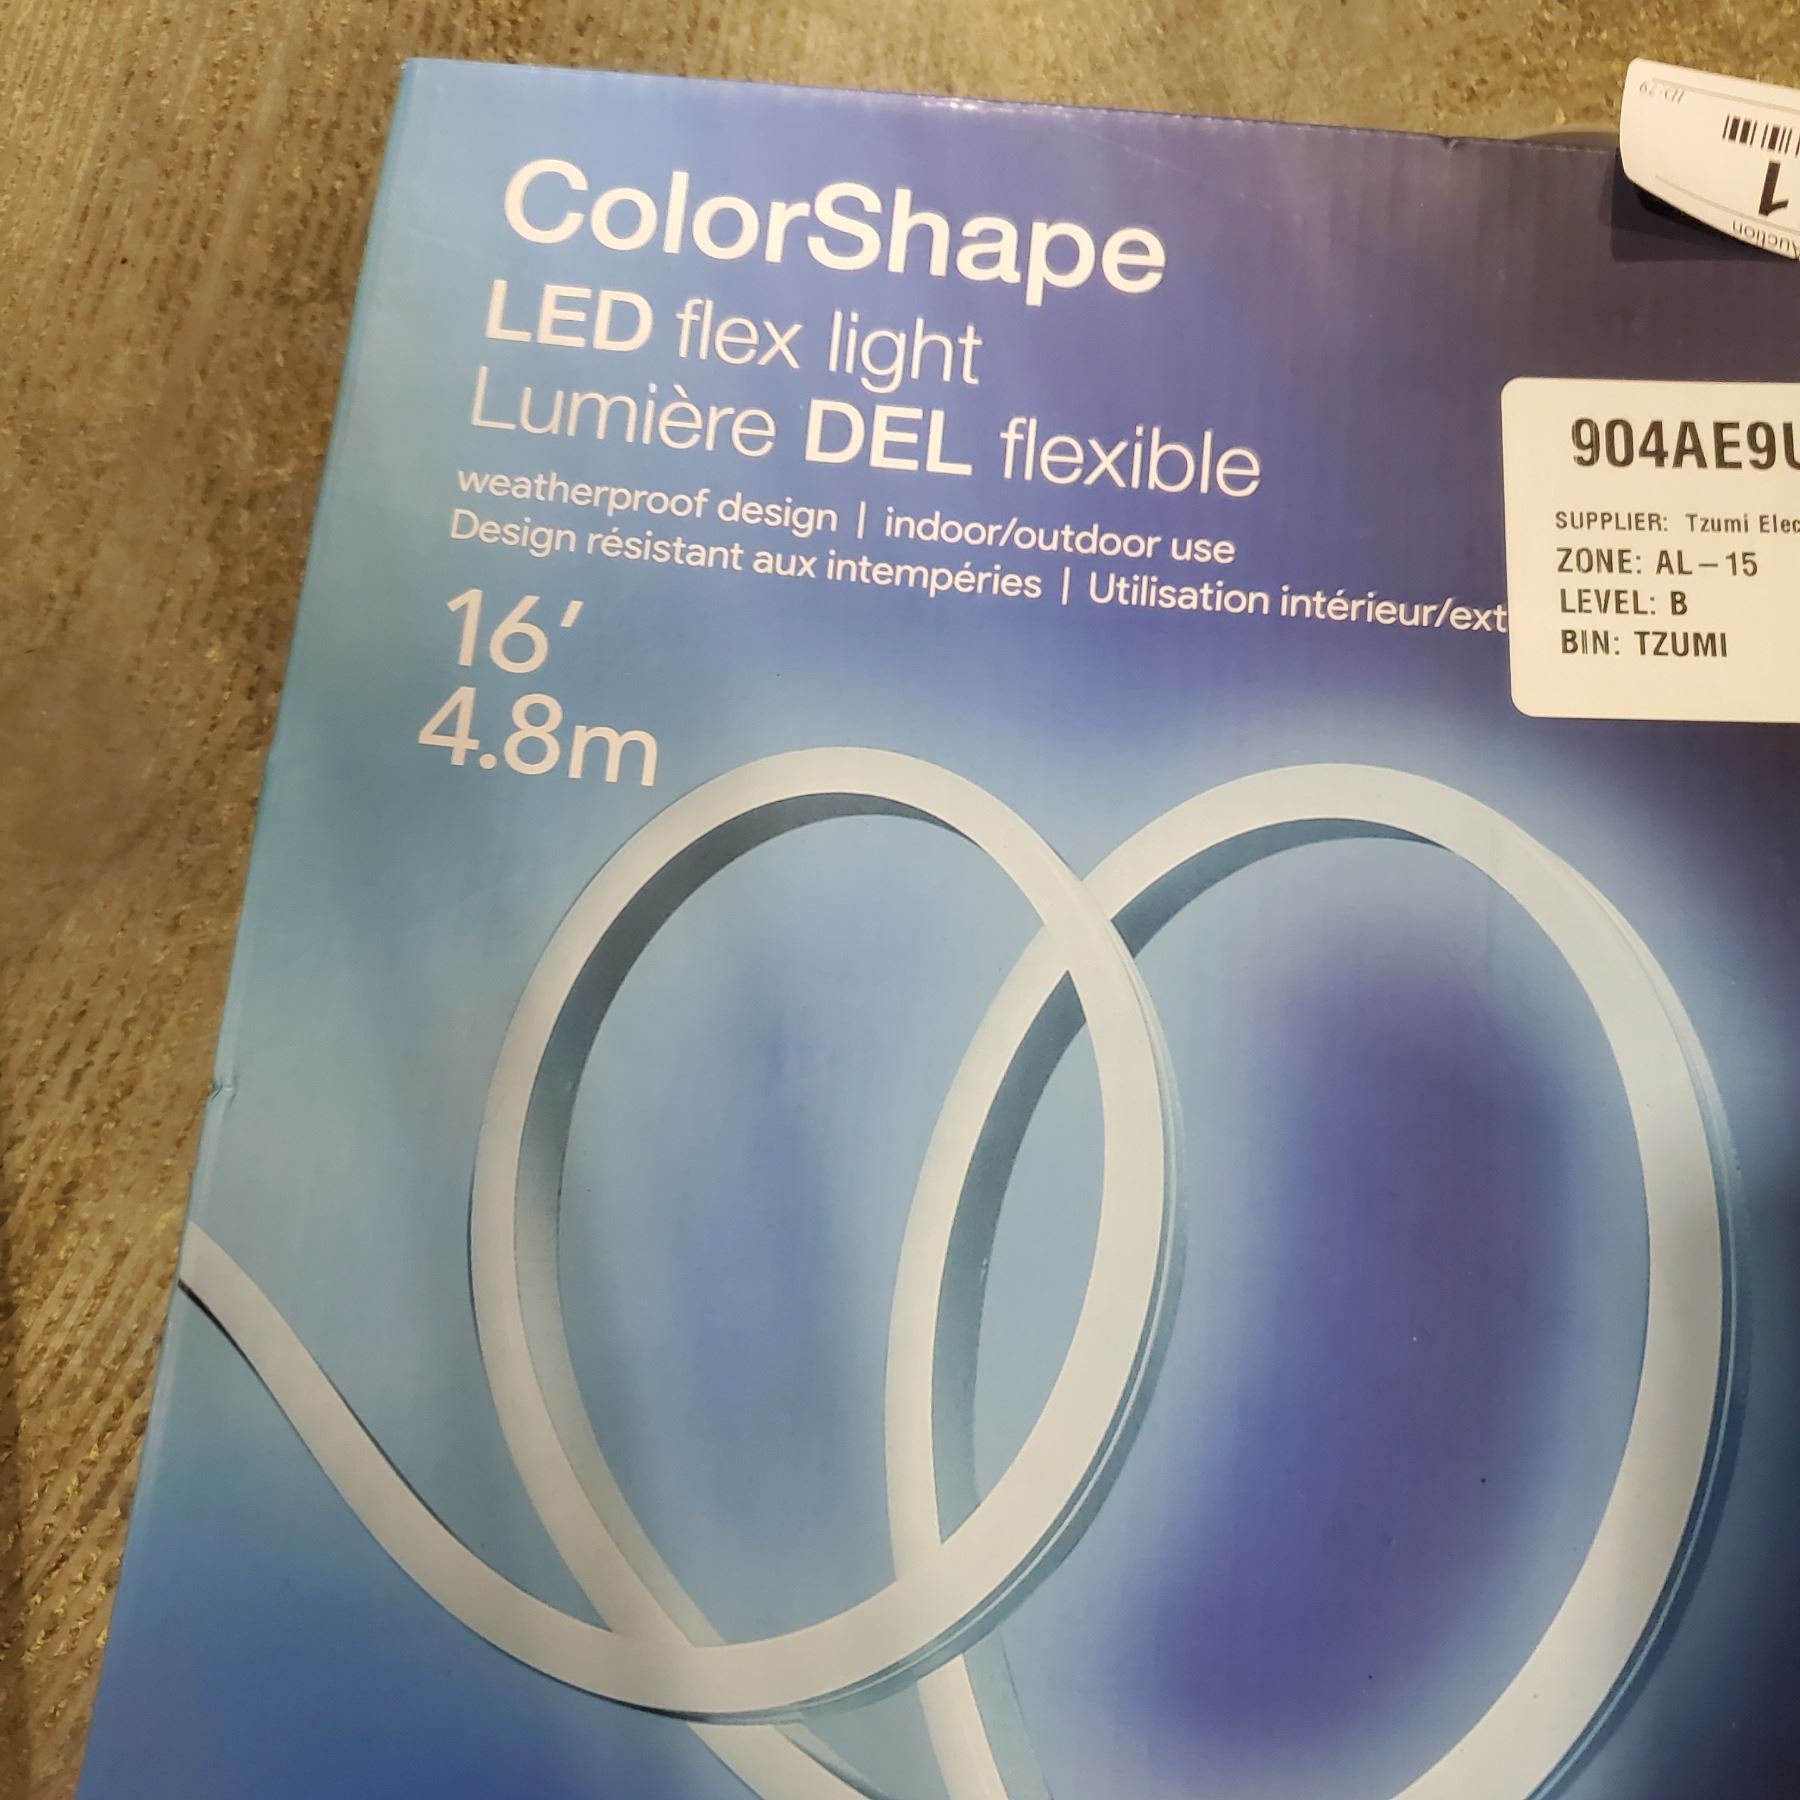 ColorShape
LED flex light
Lumière DEL flexible
weatherproof design | indoor/outdoor use
Design résistant aux intempéries | Utilisation intérieur/ext
16'
4.8m
904AE9U
SUPPLIER: Tzumi Elec
ZONE: AL-15
LEVEL: B
BIN: TZUMI
Auction
1